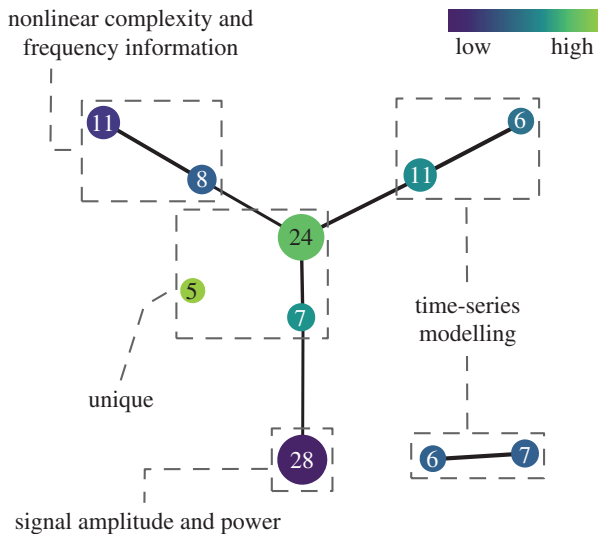 nonlinear complexity and
frequency information
low
high
11
6
8
11
24
5
7
time-series
modelling
unique
28
6
7
signal amplitude and power